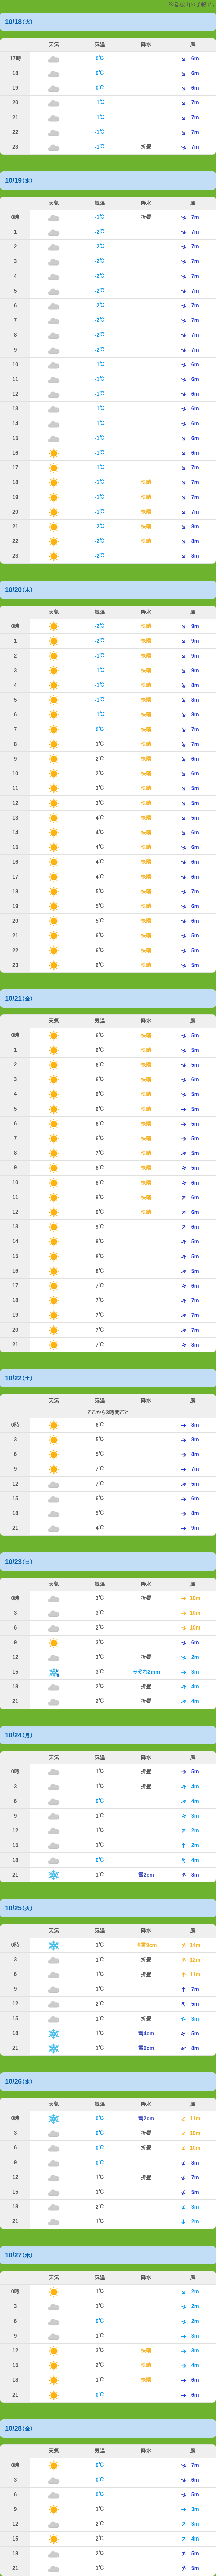 10/18(火)
天気 気温 降水 風
17時 0℃ 6m
18 0℃ 6m
19 0℃ 6m
20 -1℃ 7m
21 -1℃ 7m
22 -1℃ 7m
23 -1℃ 折畳 7m
10/19(水)
天気 気温 降水 風
0時 -1℃ 折畳 7m
1 -2℃ 7m
2 -2℃ 7m
3 -2℃ 7m
4 -2℃ 7m
5 -2℃ 7m
6 -2℃ 7m
7 -2℃ 7m
8 -2℃ 7m
9 -2℃ 7m
10 -1℃ 6m
11 -1℃ 6m
12 -1℃ 6m
13 -1℃ 6m
14 -1℃ 6m
15 -1℃ 6m
16 -1℃ 6m
17 -1℃ 7m
18 -1℃ 快晴 7m
19 -1℃ 快晴 7m
20 -1℃ 快晴 7m
21 -2℃ 快晴 8m
22 -2℃ 快晴 8m
23 -2℃ 8m
10/20(木)
天気 気温 降水 風
0時 -2℃ 快晴 9m
1 -2℃ 快晴 9m
2 -1℃ 快晴 9m
3 -1℃ 快晴 9m
4 -1℃ 快晴 8m
5 -1℃ 快晴 8m
6 -1℃ 快晴 8m
7 0℃ 快晴 7m
8 1℃ 快晴 7m
9 2℃ 快晴 6m
10 2℃ 快晴 6m
11 3℃ 快晴 5m
12 3℃ 快晴 5m
13 4℃ 快晴 5m
14 4℃ 快晴 6m
15 4℃ 快晴 6m
16 4℃ 快晴 6m
17 4℃ 快晴 6m
18 5℃ 快晴 7m
19 5℃ 快晴 6m
20 5℃ 快晴 6m
21 6℃ 快晴 5m
22 6℃ 快晴 5m
23 6℃ 快晴 5m
10/21(金)
天気 気温 降水 風
0時 6℃ 快晴 5m
1 6℃ 快晴 5m
2 6℃ 快晴 5m
3 6℃ 快晴 6m
4 6℃ 快晴 5m
5 6℃ 快晴 5m
6 6℃ 快晴 5m
7 6℃ 快晴 5m
8 7℃ 快晴 5m
9 8℃ 快晴 5m
10 8℃ 快晴 6m
11 9℃ 快晴 6m
12 9℃ 快晴 6m
13 9℃ 6m
14 9℃ 5m
15 8℃ 5m
16 8℃ 5m
17 7℃ 6m
18 7℃ 7m
19 7℃ 7m
20 7℃ 7m
21 7℃ 8m
10/22(土)
天気 気温 降水 風
ここから3時間ごと
0時 6℃ 8m
3 5℃ 8m
6 5℃ 8m
9 7℃ 7m
12 7℃ 5m
15 6℃ 6m
18 5℃ 8m
21 4℃ 9m
10/23(日)
天気 気温 降水 風
0時 3℃ 折畳 10m
3 3℃ 10m
6 2℃ 10m
9 3℃ 6m
12 3℃ 折畳 2m
15 3℃ みぞれ2mm 3m
18 2℃ 折畳 4m
21 2℃ 折畳 4m
10/24(月)
天気 気温 降水 風
0時 1℃ 折畳 5m
3 1℃ 折畳 4m
6 0℃ 4m
9 1℃ 3m
12 1℃ 2m
15 1℃ 2m
18 0℃ 4m
21 1℃ 雪2cm 8m
10/25(火)
天気 気温 降水 風
0時 1℃ 強雪9cm 14m
3 1℃ 折畳 12m
6 1℃ 折畳 11m
9 1℃ 7m
12 2℃ 5m
15 1℃ 折畳 3m
18 1℃ 雪4cm 5m
21 1℃ 雪6cm 8m
10/26(水)
天気 気温 降水 風
0時 0℃ 雪2cm 11m
3 0℃ 折畳 10m
6 0℃ 折畳 10m
9 0℃ 8m
12 1℃ 折畳 7m
15 1℃ 5m
18 2℃ 3m
21 1℃ 2m
10/27(木)
天気 気温 降水 風
0時 1℃ 2m
3 1℃ 2m
6 0℃ 2m
9 1℃ 3m
12 3℃ 快晴 3m
15 2℃ 快晴 4m
18 1℃ 快晴 6m
21 0℃ 6m
10/28(金)
天気 気温 降水 風
0時 0℃ 7m
3 0℃ 6m
6 0℃ 5m
9 1℃ 3m
12 2℃ 3m
15 2℃ 4m
18 2℃ 5m
21 1℃ 5m